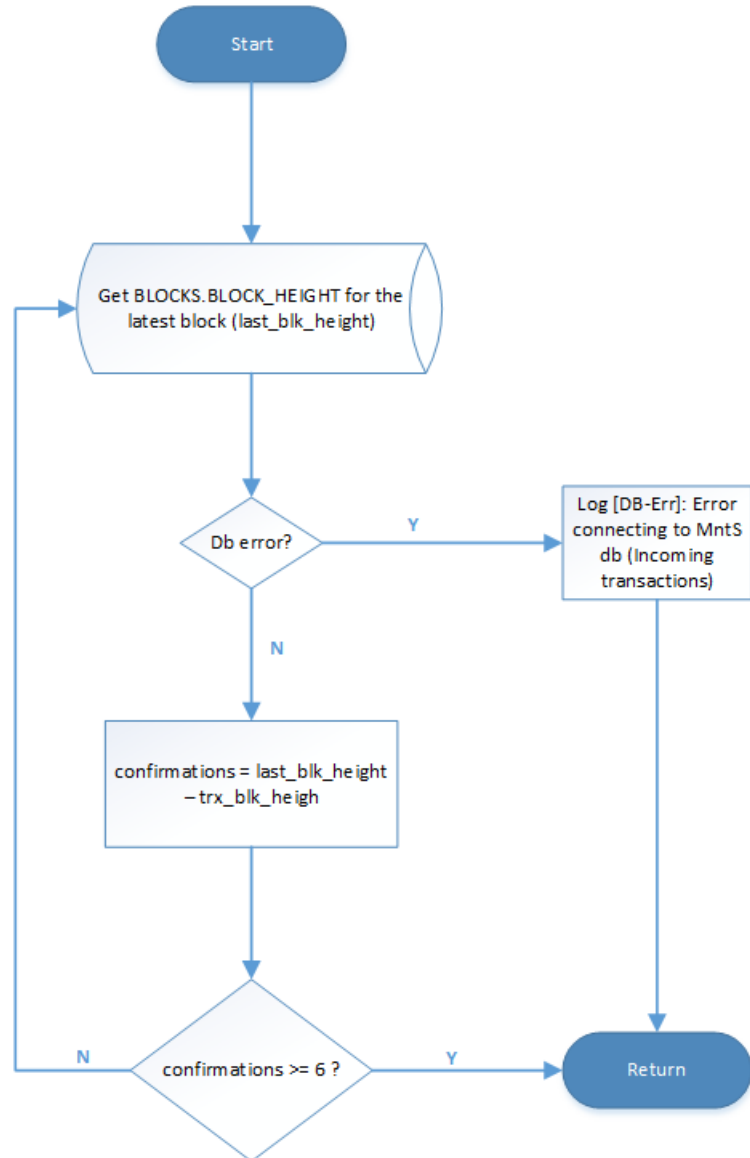 Start
Get BLOCKS.BLOCK_HEIGHT for the
latest block (last_blk_height)
Db error?
Y
Log [DB-Err]: Error
connecting to MntS
db (Incoming
transactions)
N
confirmations = last_blk_height
– trx_blk_heigh
confirmations >= 6 ?
N
Y
Return